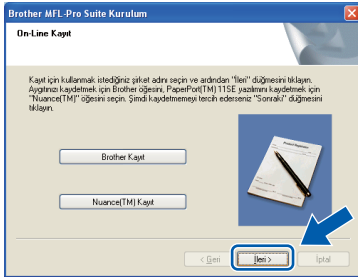 Brother MFL-Pro Suite Kurulum
On-Line Kayıt
Kayıt için kullanmak istediğiniz şirket adını seçin ve ardından "İleri" düğmesini tıklayın.
Aygıtınızı kaydetmek için Brother öğesini, PaperPort(TM) 11SE yazılımını kaydetmek için
"Nuance(TM)" öğesini seçin. Şimdi kaydetmemeyi tercih ederseniz "Sonraki" düğmesini
tıklayın.
Brother Kayıt
Nuance(TM) Kayıt
< Geri
İleri >
İptal